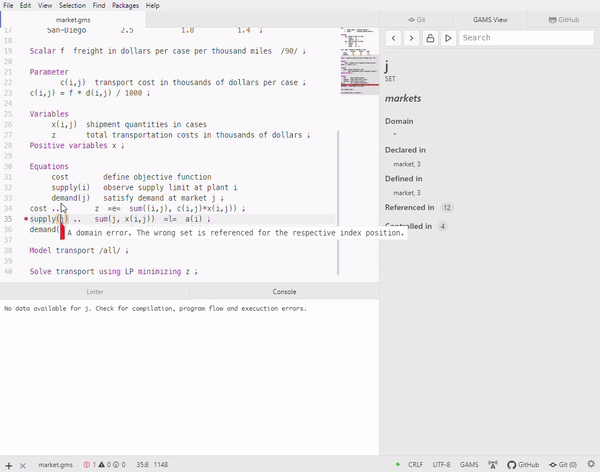 File Edit View Selection Find Packages Help
market.gms
Git
GAMS View
GitHub
17 San-Diego 2.5 1.8 1.4 ;
18
19 Scalar f freight in dollars per case per thousand miles /90/ ;
20
21 Parameter
22 c(i,j) transport cost in thousands of dollars per case ;
23 c(i,j) = f * d(i,j) / 1000 ;
24
25 Variables
26 x(i,j) shipment quantities in cases
27 z total transportation costs in thousands of dollars ;
28 Positive variables x ;
29
30 Equations
31 cost define objective function
32 supply(i) observe supply limit at plant i
33 demand(j) satisfy demand at market j ;
34 cost .. z =e= sum((i,j), c(i,j)*x(i,j)) ;
35 supply(j) .. sum(j, x(i,j)) =l= a(i) ;
36 demand(
A domain error. The wrong set is referenced for the respective index position.
37
38 Model transport /all/ ;
39
40 Solve transport using LP minimizing z ;
Search
j
SET
markets
Domain
*
Declared in
market, 3
Defined in
market, 3
Referenced in 12
Controlled in 4
Linter
Console
No data available for j. Check for compilation, program flow and excecution errors.
market.gms
1 0 0
35:8 1148
CRLF UTF-8 GAMS GitHub Git (0)